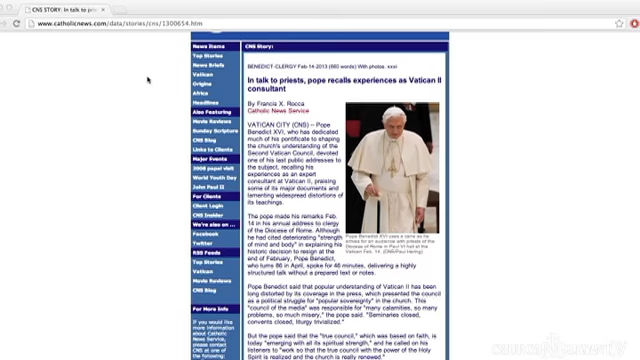 CNS STORY: In talk to pries
www.catholicnews.com/data/stories/cns/1300654.htm
News Items
Top Stories
News Briefs
Vatican
Origins
Africa
Headlines
Also Featuring
Movie Reviews
Sunday Scripture
CNS Blog
Links to Clients
Major Events
2008 papal visit
World Youth Day
John Paul II
For Clients
Client Login
CNS Insider
We're also on ...
Facebook
Twitter
RSS Feeds
Top Stories
Vatican
Movie Reviews
CNS Blog
For More Info
If you would
like more
information
about Catholic
News Service,
please contact
CNS at one of
the following
CNS Story:
BENEDICT-CLERGY Feb-14-2013 (660 words) With photos. xxxi
In talk to priests, pope recalls experiences as Vatican II
consultant
By Francis X. Rocca
Catholic News Service
VATICAN CITY (CNS) -- Pope
Benedict XVI, who has dedicated
much of his pontificate to shaping
the church's understanding of the
Second Vatican Council, devoted
one of his last public addresses to
the subject, recalling his
experiences as an expert
consultant at Vatican II, praising
some of its major documents and
lamenting widespread distortions of
its teachings.
The pope made his remarks Feb.
14 in his annual address to clergy
of the Diocese of Rome. Although
he had cited deteriorating "strength
of mind and body" in explaining his
historic decision to resign at the
end of February, Pope Benedict,
who turns 86 in April, spoke for 46 minutes, delivering a highly
structured talk without a prepared text or notes.
Pope Benedict XVI uses a cane as he
arrives for an audience with priests of the
Diocese of Rome in Paul VI hall at the
Vatican Feb. 14. (CNS/Paul Haring)
Pope Benedict said that popular understanding of Vatican II has been
long distorted by its coverage in the press, which presented the council
as a political struggle for "popular sovereignty" in the church. This
"council of the media" was responsible for "many calamities, so many
problems, so much misery," the pope said. "Seminaries closed,
convents closed, liturgy trivialized."
But the pope said that the "true council," which was based on faith, is
today "emerging with all its spiritual strength," and he called on his
listeners to "work so that the true council with the power of the Holy
Spirit is realized and the church is really renewed."